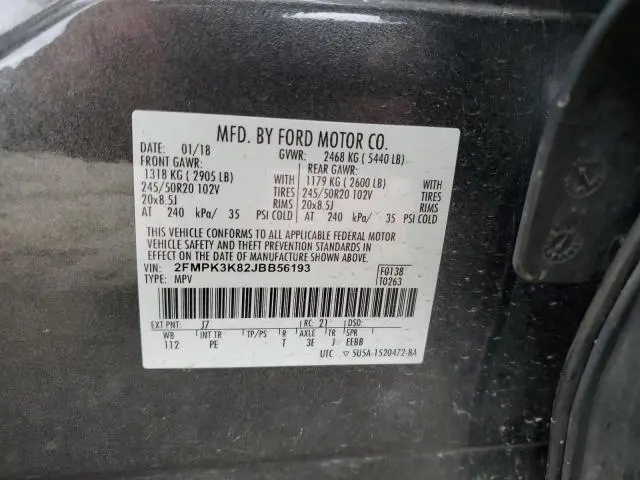 MFD. BY FORD MOTOR CO.
DATE: 01/18 GVWR: 2468 KG ( 5440 LB)
FRONT GAWR: REAR GAWR:
1318 KG ( 2905 LB) WITH 1179 KG ( 2600 LB) WITH
245/50R20 102V TIRES 245/50R20 102V TIRES
20x8.5J RIMS 20x8.5J RIMS
AT 240 kPa/ 35 PSI COLD AT 240 kPa/ 35 PSI COLD
THIS VEHICLE CONFORMS TO ALL APPLICABLE FEDERAL MOTOR
VEHICLE SAFETY AND THEFT PREVENTION STANDARDS IN
EFFECT ON THE DATE OF MANUFACTURE SHOWN ABOVE.
VIN: 2FMPK3K82JBB56193 F0138
TYPE: MPV T0263
EXT PNT: J7 RC: 21 DSO:
WB INT TR TP/PS R AXLE TR SPR
112 PE T 3E J EEBB
UTC ▽ 5U5A-1520472-BA